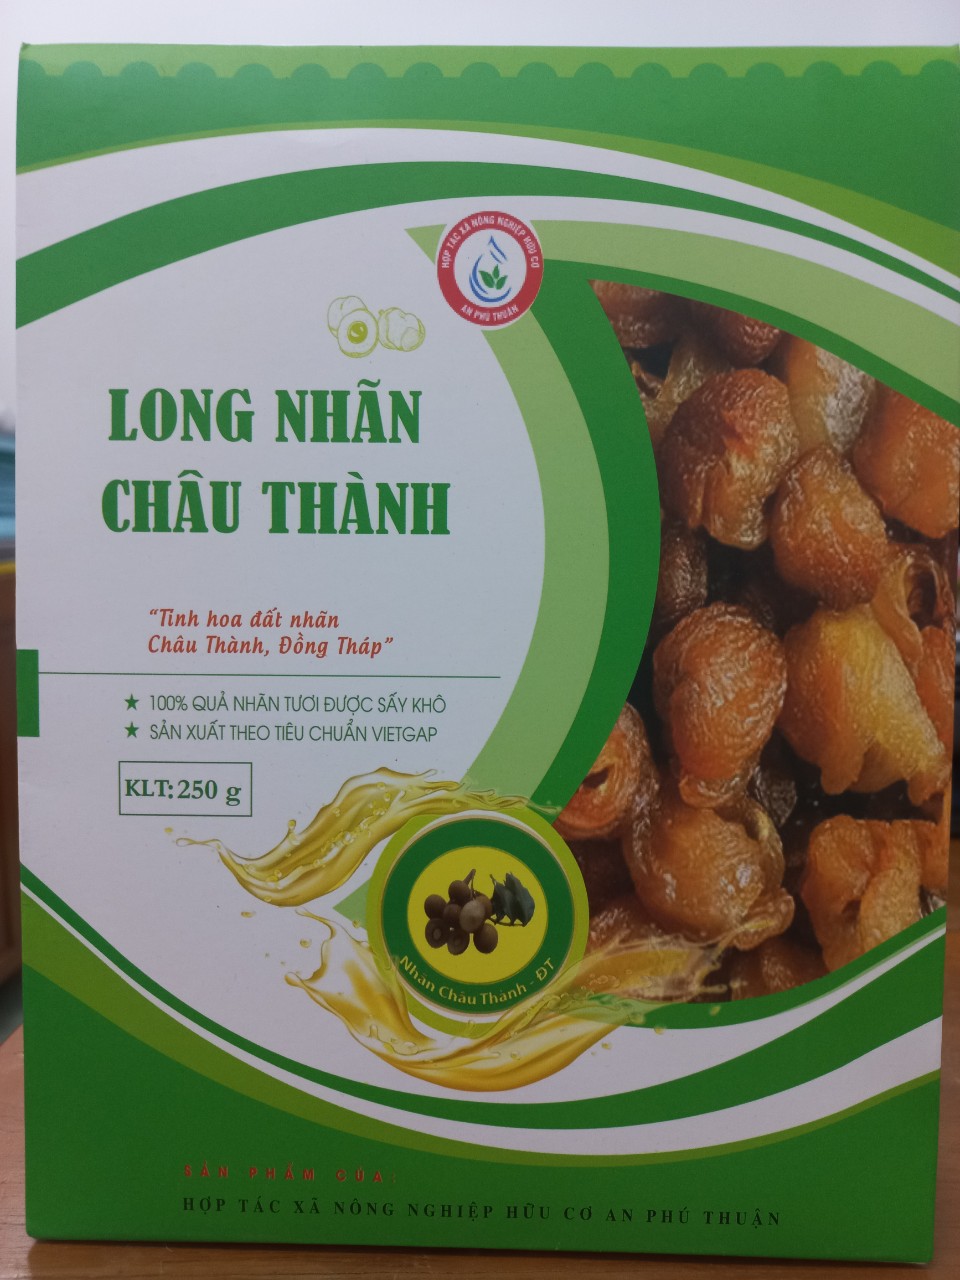 HỢP TÁC XÃ NÔNG NGHIỆP HỮU CƠ
AN PHÚ THUẬN
LONG NHÃN
CHÂU THÀNH
“Tinh hoa đất nhãn
Châu Thành, Đồng Tháp”
★ 100% QUẢ NHÃN TƯƠI ĐƯỢC SẤY KHÔ
★ SẢN XUẤT THEO TIÊU CHUẨN VIETGAP
KLT: 250 g
Nhãn Châu Thành - ĐT
SẢN PHẨM CỦA:
HỢP TÁC XÃ NÔNG NGHIỆP HỮU CƠ AN PHÚ THUẬN